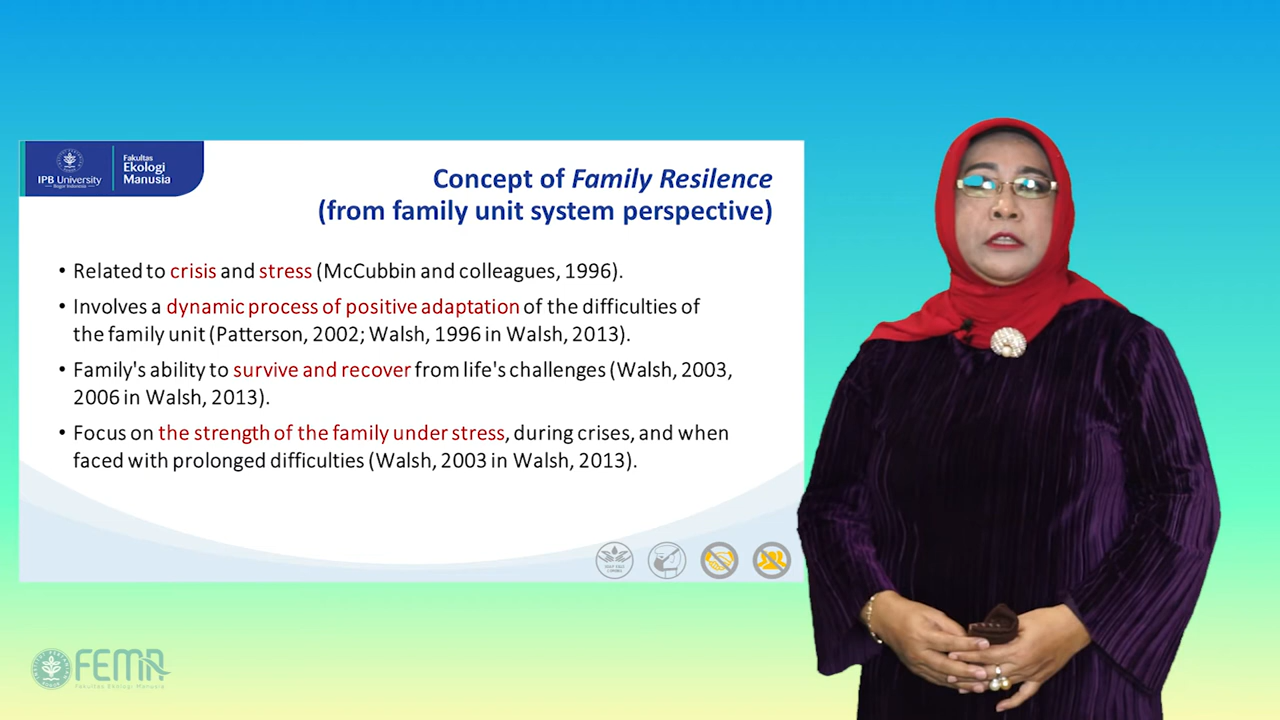 IPB University
Bogor Indonesia
Fakultas
Ekologi
Manusia
Concept of Family Resilence
(from family unit system perspective)
• Related to crisis and stress (McCubbin and colleagues, 1996).
• Involves a dynamic process of positive adaptation of the difficulties of
the family unit (Patterson, 2002; Walsh, 1996 in Walsh, 2013).
• Family's ability to survive and recover from life's challenges (Walsh, 2003,
2006 in Walsh, 2013).
• Focus on the strength of the family under stress, during crises, and when
faced with prolonged difficulties (Walsh, 2003 in Walsh, 2013).
FEMA
Fakultas Ekologi Manusia